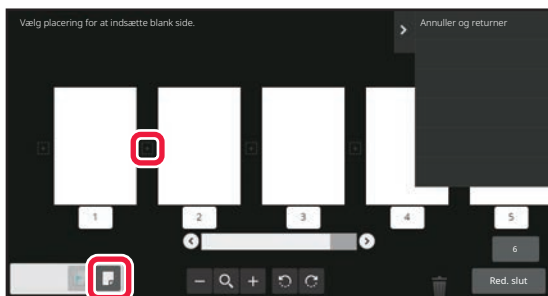 Vælg placering for at indsætte blank side.
Annuller og returner
1
2
3
4
5
6
Red. slut